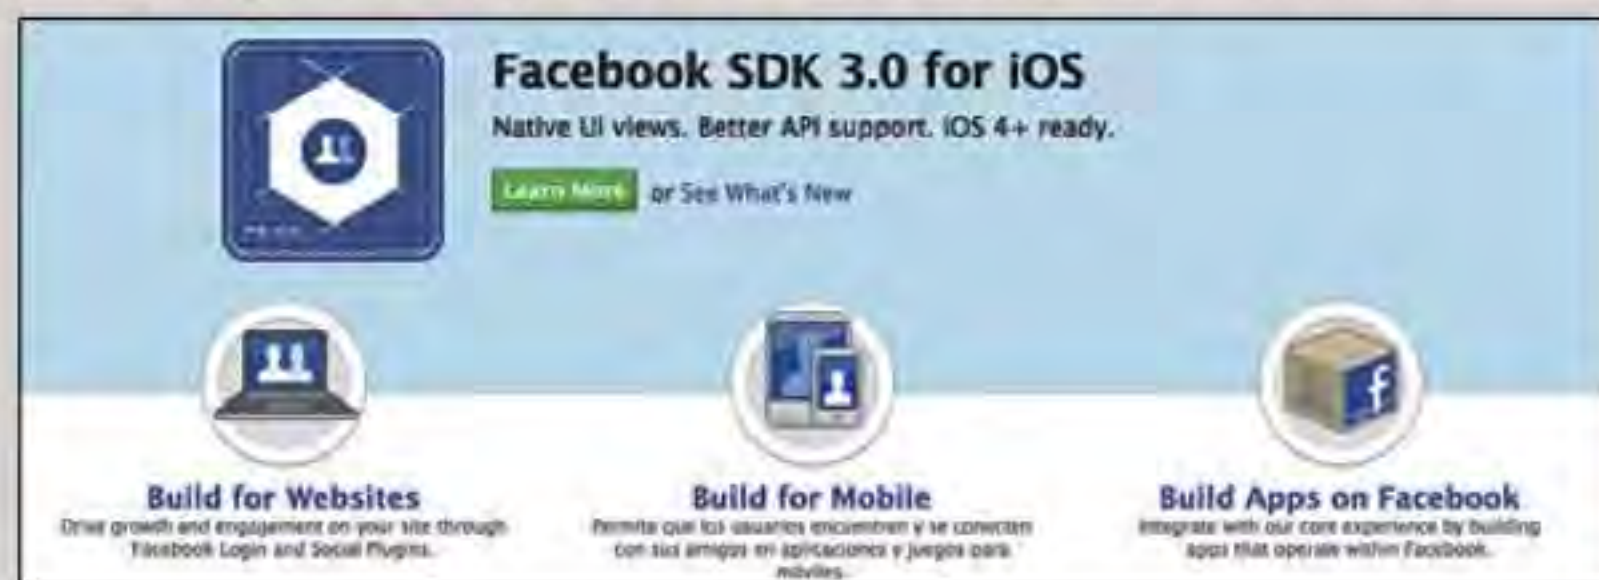 Facebook SDK 3.0 for iOS
Native UI views. Better API support. iOS 4+ ready.
Learn More or See What's New
Build for Websites
Drive growth and engagement on your site through
Facebook Login and Social Plugins.
Build for Mobile
Permita que los usuarios encuentren y se conecten
con sus amigos en aplicaciones y juegos para
móviles.
Build Apps on Facebook
Integrate with our core experience by building
apps that operate within Facebook.